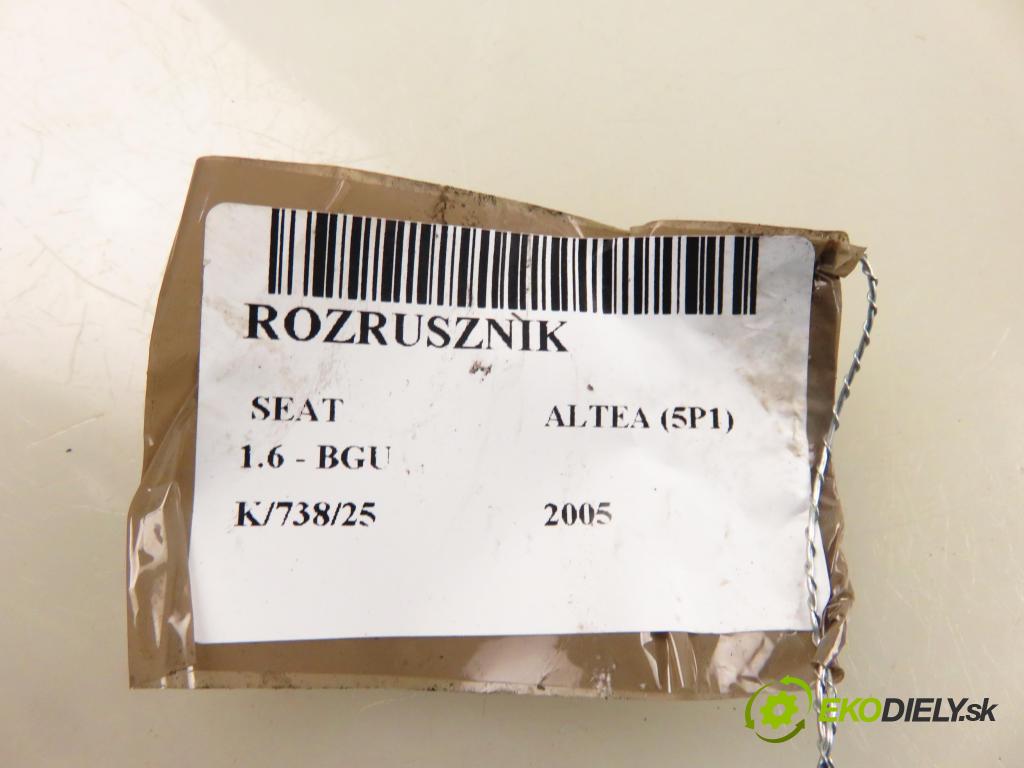 ROZRUSZNIK
SEAT ALTEA (5P1)
1.6 - BGU
K/738/25 2005
EKODIELY.sk